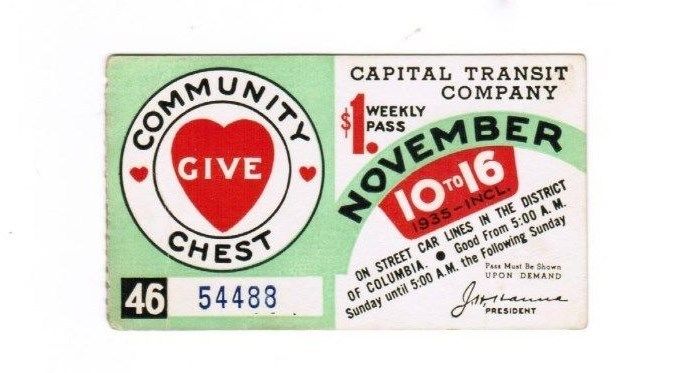 COMMUNITY
GIVE
CHEST
46
54488
CAPITAL TRANSIT
COMPANY
$1. WEEKLY
PASS
NOVEMBER
10 TO 16
1935-INCL.
ON STREET CAR LINES IN THE DISTRICT
OF COLUMBIA. • Good From 5:00 A. M.
Sunday until 5:00 A.M. the Following Sunday
Pass Must Be Shown
UPON DEMAND
J.H. Hanna
PRESIDENT